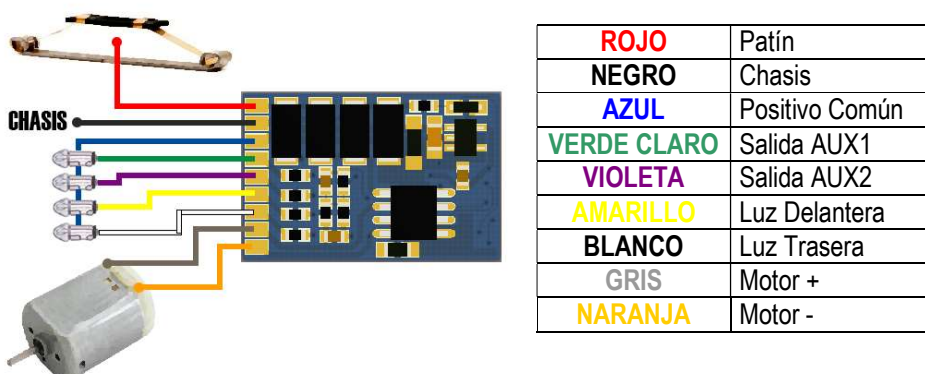 CHASIS
ROJO Patín
NEGRO Chasis
AZUL Positivo Común
VERDE CLARO Salida AUX1
VIOLETA Salida AUX2
AMARILLO Luz Delantera
BLANCO Luz Trasera
GRIS Motor +
NARANJA Motor -